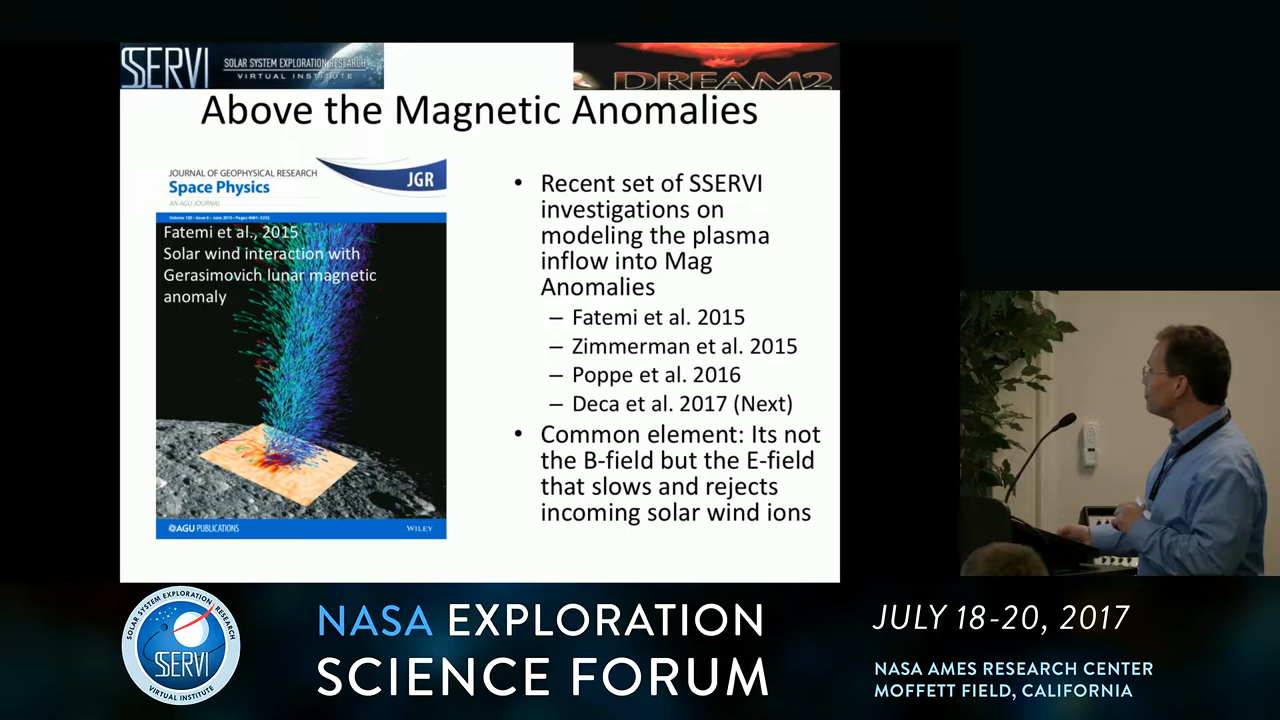 SSERVI
SOLAR SYSTEM EXPLORATION RESEARCH
VIRTUAL INSTITUTE
DREAM2
Above the Magnetic Anomalies
JOURNAL OF GEOPHYSICAL RESEARCH
Space Physics
AN AGU JOURNAL
JGR
Fatemi et al., 2015
Solar wind interaction with
Gerasimovich lunar magnetic
anomaly
AGU PUBLICATIONS
WILEY
• Recent set of SSERVI
investigations on
modeling the plasma
inflow into Mag
Anomalies
– Fatemi et al. 2015
– Zimmerman et al. 2015
– Poppe et al. 2016
– Deca et al. 2017 (Next)
• Common element: Its not
the B-field but the E-field
that slows and rejects
incoming solar wind ions
SOLAR SYSTEM EXPLORATION RESEARCH
SSERVI
VIRTUAL INSTITUTE
NASA EXPLORATION
SCIENCE FORUM
JULY 18-20, 2017
NASA AMES RESEARCH CENTER
MOFFETT FIELD, CALIFORNIA